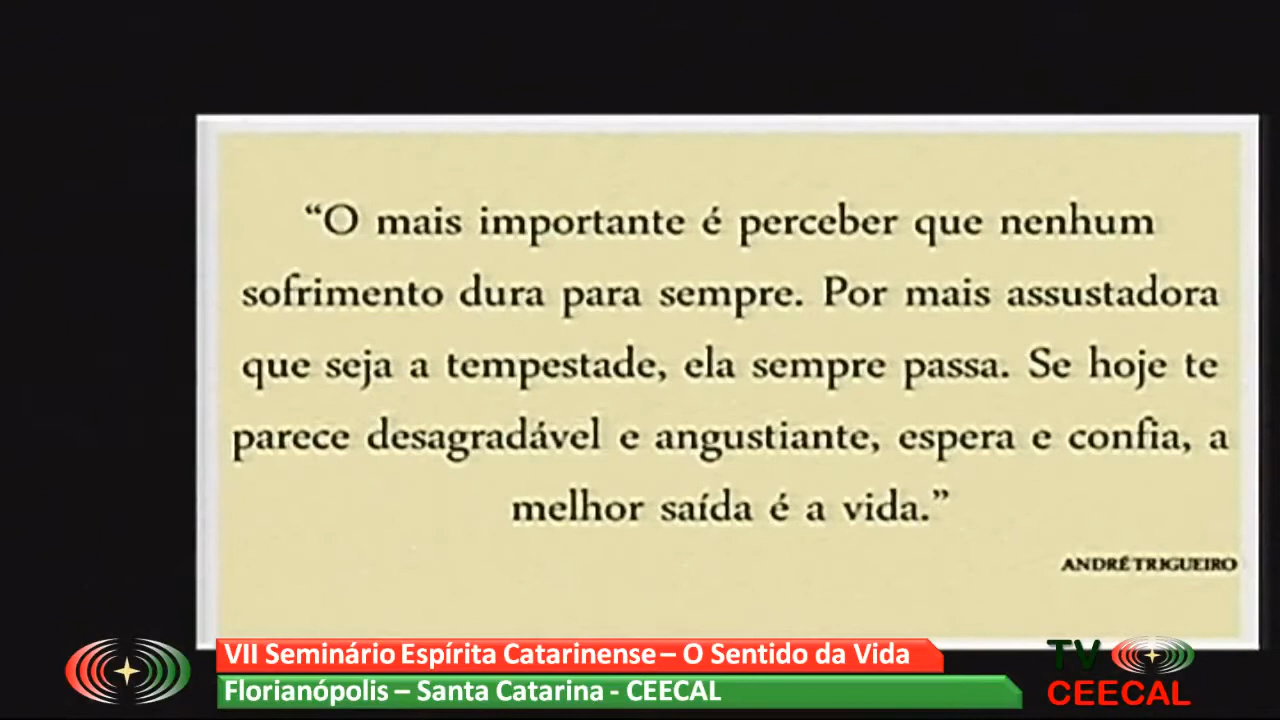 “O mais importante é perceber que nenhum
sofrimento dura para sempre. Por mais assustadora
que seja a tempestade, ela sempre passa. Se hoje te
parece desagradável e angustiante, espera e confia, a
melhor saída é a vida.”
ANDRÉ TRIGUEIRO
VII Seminário Espírita Catarinense – O Sentido da Vida
Florianópolis – Santa Catarina - CEECAL
TV
CEECAL